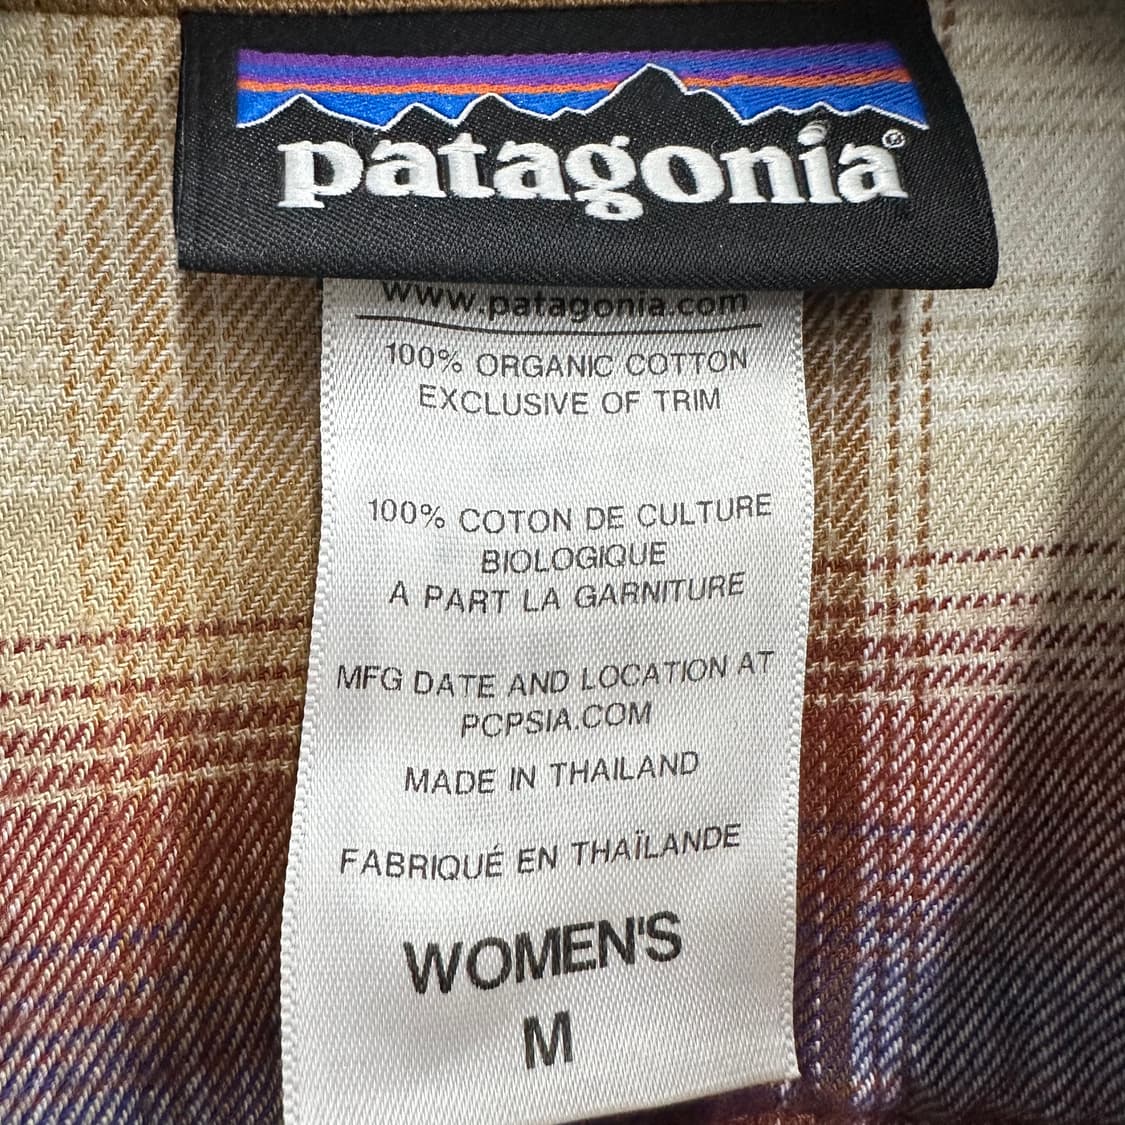 patagonia®
www.patagonia.com
100% ORGANIC COTTON
EXCLUSIVE OF TRIM
100% COTON DE CULTURE
BIOLOGIQUE
A PART LA GARNITURE
MFG DATE AND LOCATION AT
PCPSIA.COM
MADE IN THAILAND
FABRIQUÉ EN THAÏLANDE
WOMEN'S
M